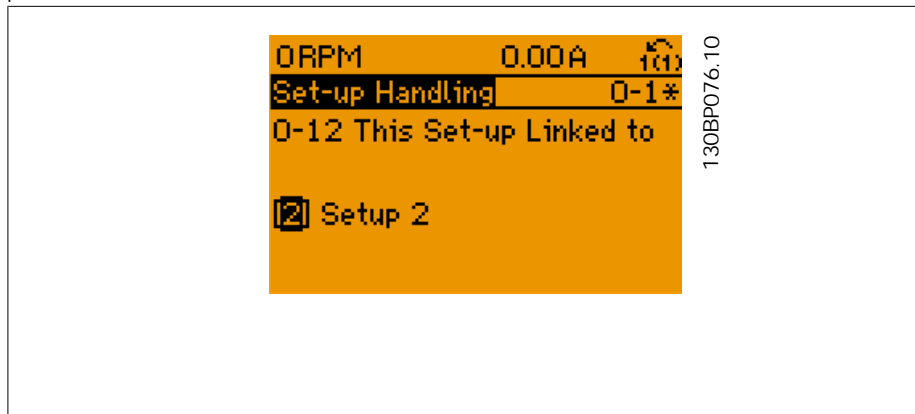 0RPM 0.00A 1(1)
Set-up Handling 0-1*
0-12 This Set-up Linked to
[2] Setup 2
130BP076.10